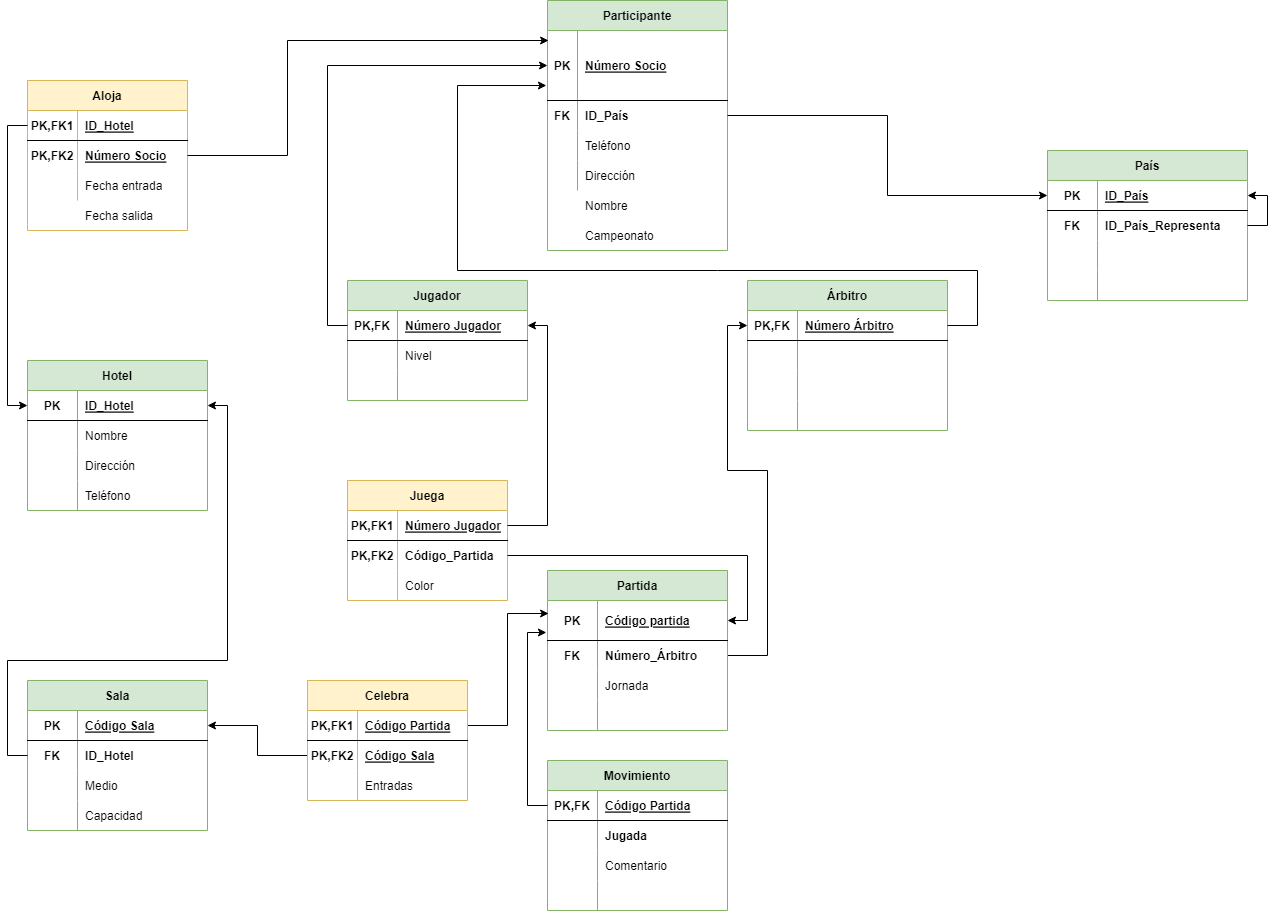 Participante
PK Número Socio
FK ID_País
Teléfono
Dirección
Nombre
Campeonato
Aloja
PK,FK1 ID_Hotel
PK,FK2 Número Socio
Fecha entrada
Fecha salida
País
PK ID_País
FK ID_País_Representa
Jugador
PK,FK Número Jugador
Nivel
Árbitro
PK,FK Número Árbitro
Hotel
PK ID_Hotel
Nombre
Dirección
Teléfono
Juega
PK,FK1 Número Jugador
PK,FK2 Código_Partida
Color
Partida
PK Código partida
FK Número_Árbitro
Jornada
Sala
PK Código Sala
FK ID_Hotel
Medio
Capacidad
Celebra
PK,FK1 Código Partida
PK,FK2 Código Sala
Entradas
Movimiento
PK,FK Código Partida
Jugada
Comentario